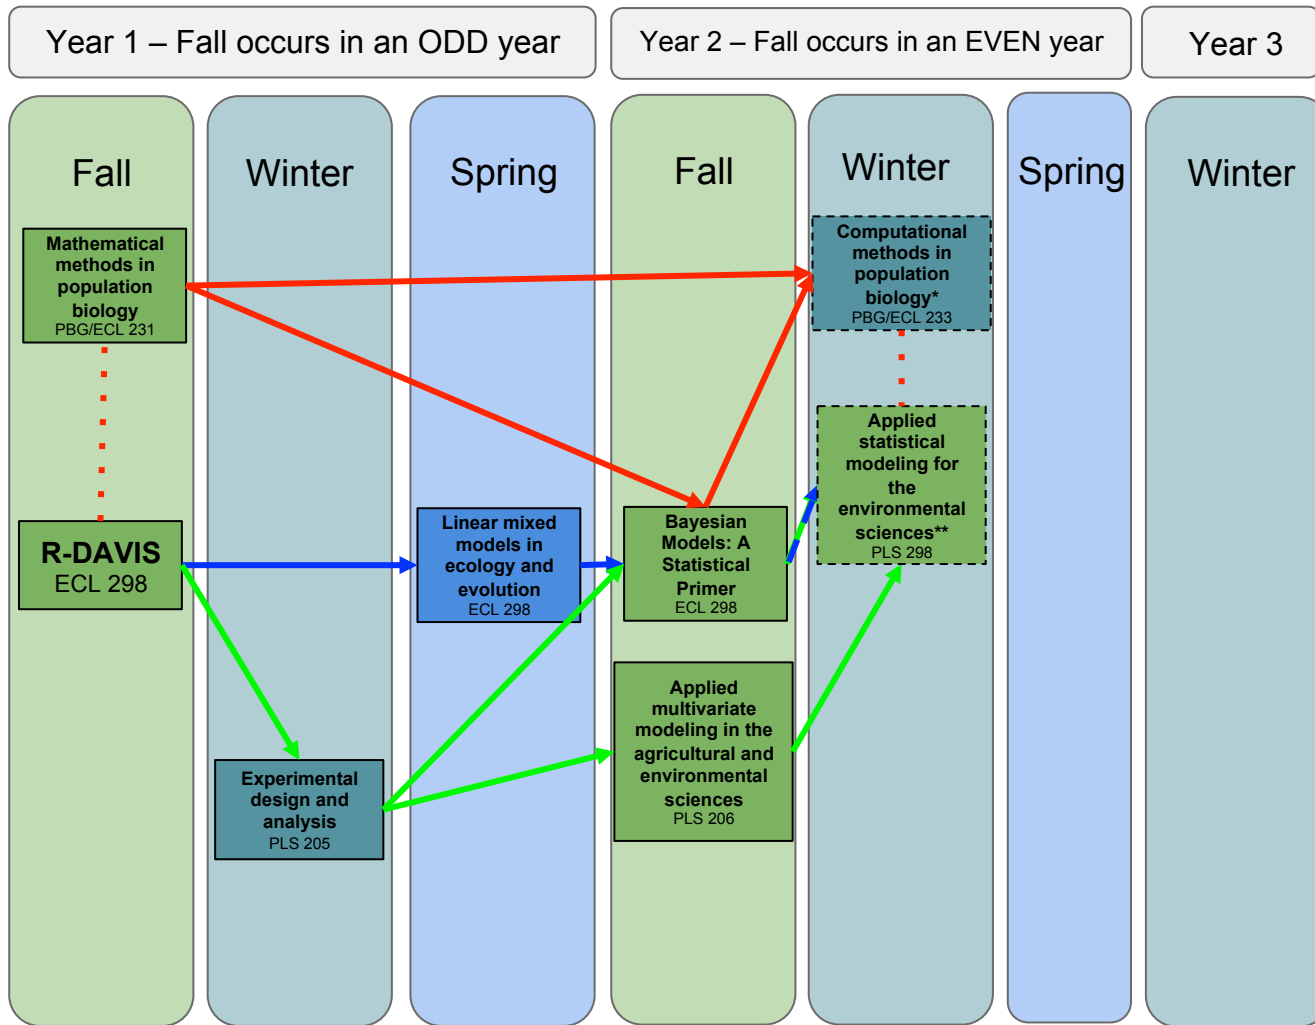 Year 1 – Fall occurs in an ODD year
Year 2 – Fall occurs in an EVEN year
Year 3
Fall
Winter
Spring
Fall
Winter
Spring
Winter
Mathematical
methods in
population
biology
PBG/ECL 231
R-DAVIS
ECL 298
Experimental
design and
analysis
PLS 205
Linear mixed
models in
ecology and
evolution
ECL 298
Bayesian
Models: A
Statistical
Primer
ECL 298
Applied
multivariate
modeling in the
agricultural and
environmental
sciences
PLS 206
Computational
methods in
population
biology*
PBG/ECL 233
Applied
statistical
modeling for
the
environmental
sciences**
PLS 298